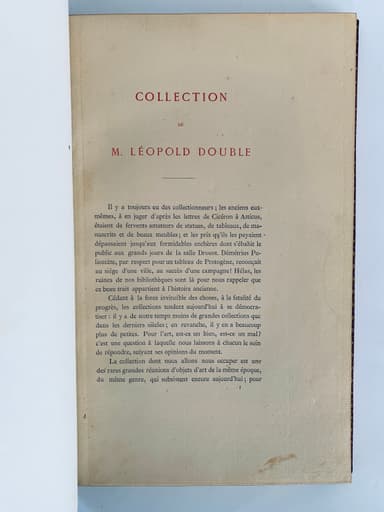 COLLECTION
DE
M. LÉOPOLD DOUBLE
Il y a toujours eu des collectionneurs ; les anciens eux-
mêmes, à en juger d'après les lettres de Cicéron à Atticus,
étaient de fervents amateurs de statues, de tableaux, de ma-
nuscrits et de beaux meubles ; et les prix qu'ils les payaient
dépassaient jusqu'aux formidables enchères dont s'ébahit le
public aux grands jours de la salle Drouot. Démétrius Po-
liorcète, par respect pour un tableau de Protogène, renonçait
au siège d'une ville, au succès d'une campagne! Hélas, les
ruines de nos bibliothèques sont là pour nous rappeler que
ce beau trait appartient à l'histoire ancienne.
Cédant à la force invincible des choses, à la fatalité du
progrès, les collections tendent aujourd'hui à se démocra-
tiser : il y a de notre temps moins de grandes collections que
dans les derniers siècles ; en revanche, il y en a beaucoup
plus de petites. Pour l'art, est-ce un bien, est-ce un mal?
c'est une question à laquelle nous laissons à chacun le soin
de répondre, suivant ses opinions du moment.
La collection dont nous allons nous occuper est une
des rares grandes réunions d'objets d'art de la même époque,
du même genre, qui subsistent encore aujourd'hui ; pour